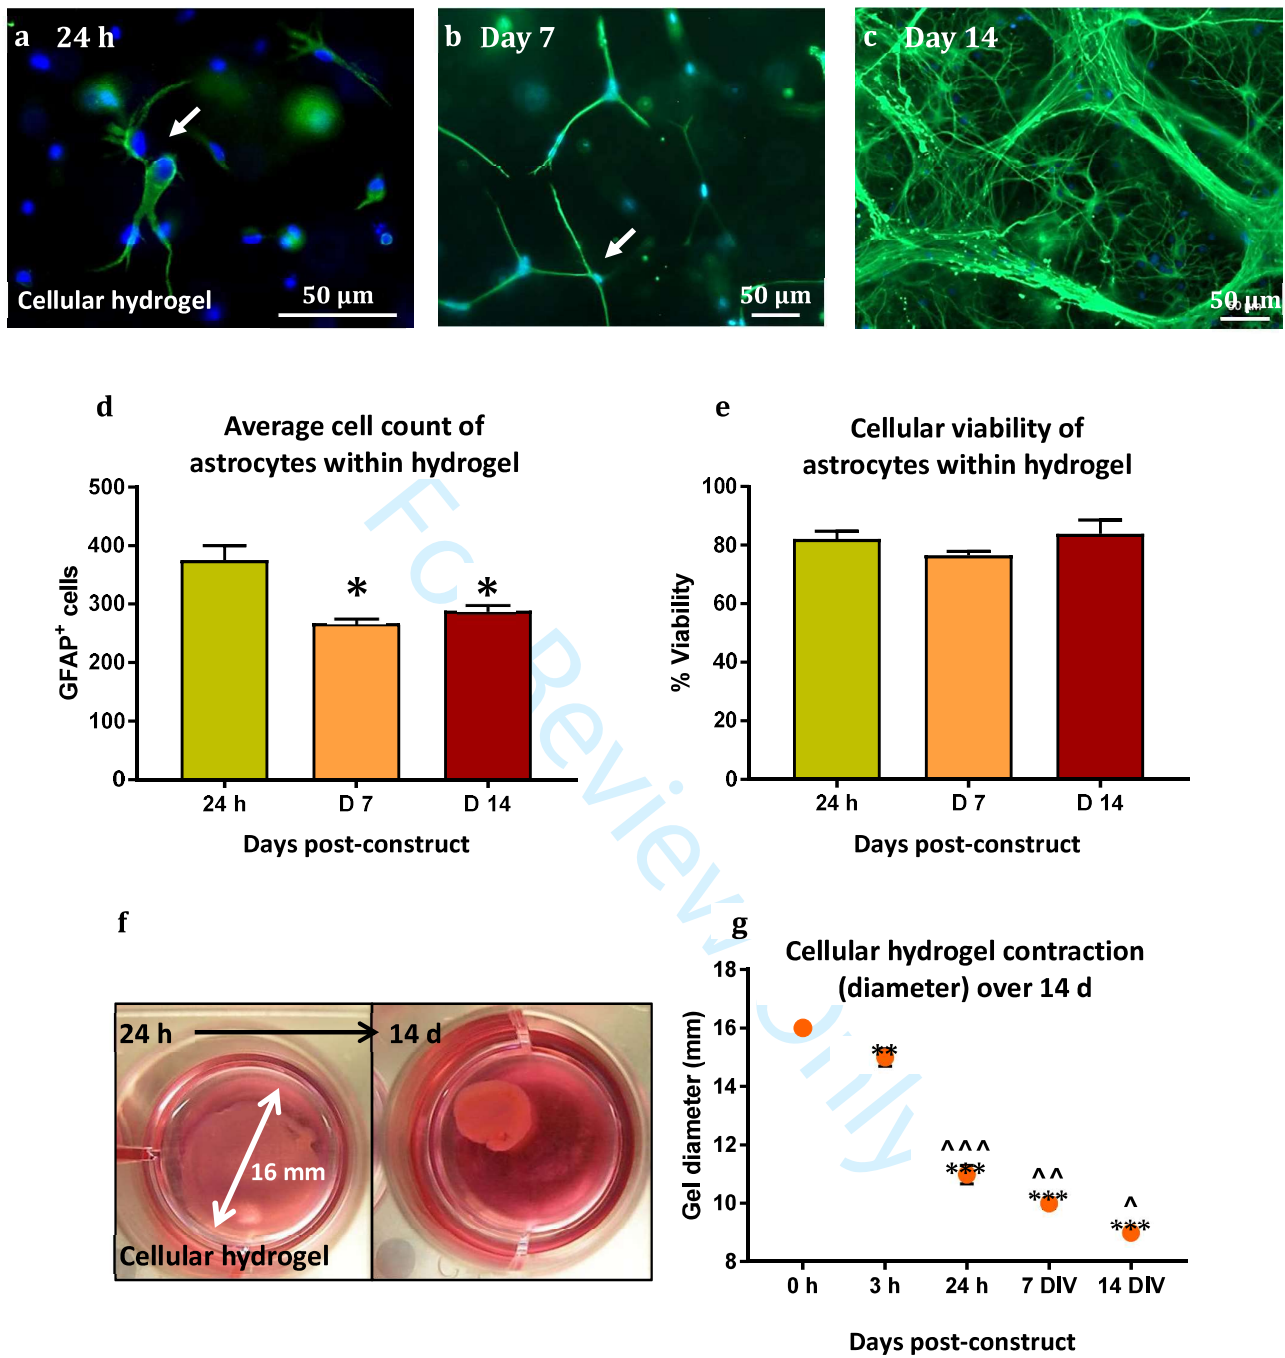 a 24 h
b Day 7
c Day 14
Cellular hydrogel
50 µm
50 µm
50 µm
d
Average cell count of
astrocytes within hydrogel
GFAP+ cells
500
400
300
200
100
0
*
*
24 h
D 7
D 14
Days post-construct
e
Cellular viability of
astrocytes within hydrogel
% Viability
100
80
60
40
20
0
24 h
D 7
D 14
Days post-construct
f
24 h
14 d
16 mm
Cellular hydrogel
g
Cellular hydrogel contraction
(diameter) over 14 d
Gel diameter (mm)
18
16
14
12
10
8
**
^^^
***
^^
***
^
***
0 h
3 h
24 h
7 DIV
14 DIV
Days post-construct